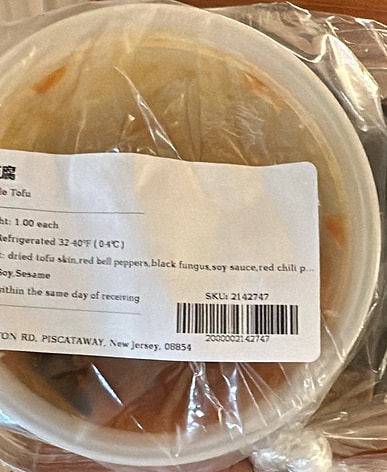 腐
le Tofu
ht: 1.00 each
Refrigerated 32-40°F ( 0-4°C)
t: dried tofu skin,red bell peppers,black fungus,soy sauce,red chili p...
Soy,Sesame
within the same day of receiving
SKU: 2142747
2000002142747
TON RD, PISCATAWAY, New Jersey, 08854